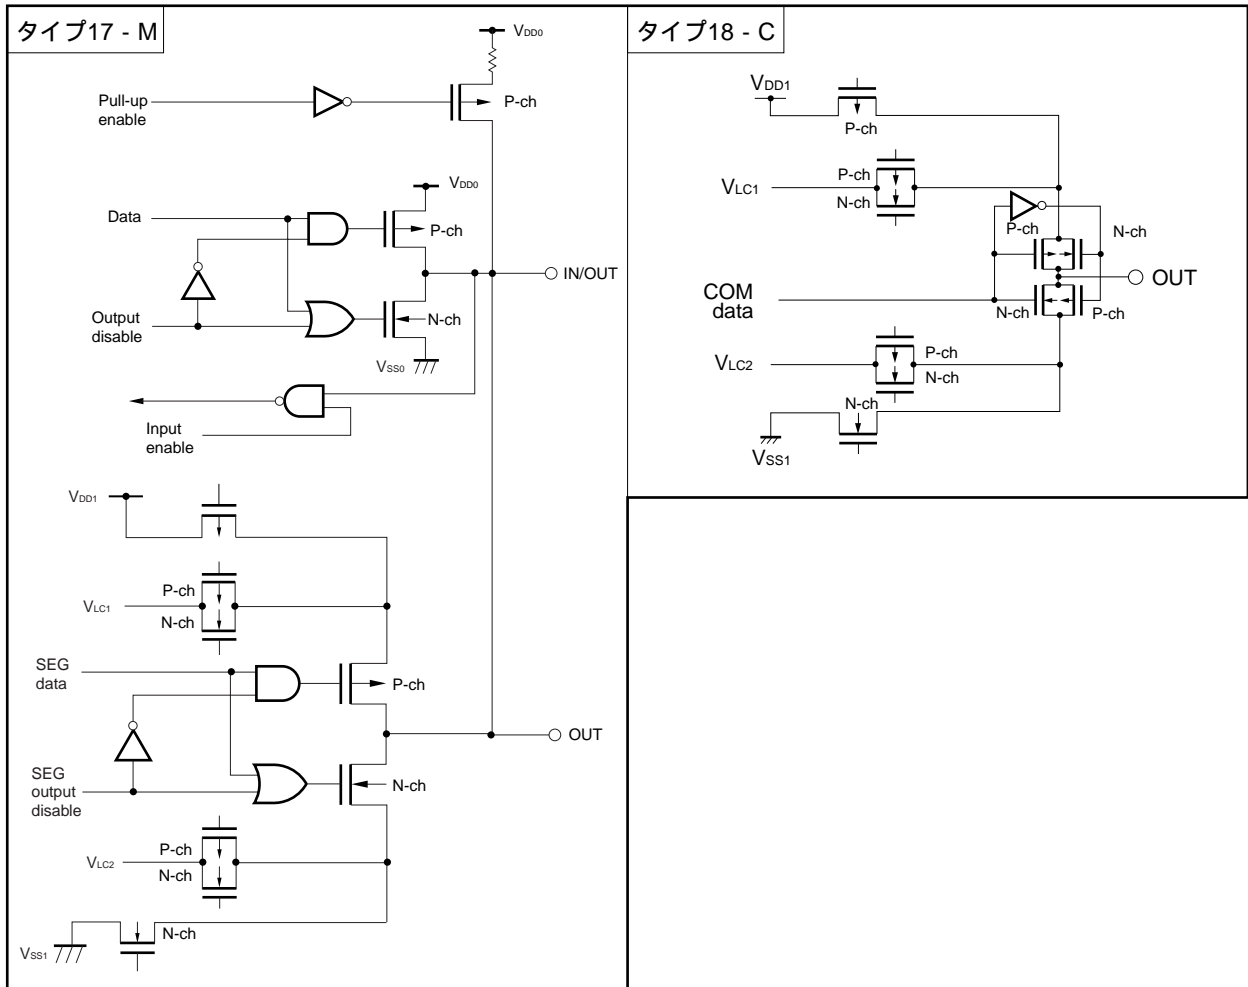 タイプ17 - M
VDD0
Pull-up
enable
P-ch
VDD0
Data
P-ch
IN/OUT
Output
disable
N-ch
VSS0
Input
enable
VDD1
P-ch
VLC1
N-ch
SEG
data
P-ch
OUT
SEG
output
disable
N-ch
P-ch
VLC2
N-ch
N-ch
VSS1
タイプ18 - C
VDD1
P-ch
P-ch
VLC1
N-ch
P-ch
N-ch
OUT
COM
data
N-ch
P-ch
P-ch
VLC2
N-ch
N-ch
VSS1